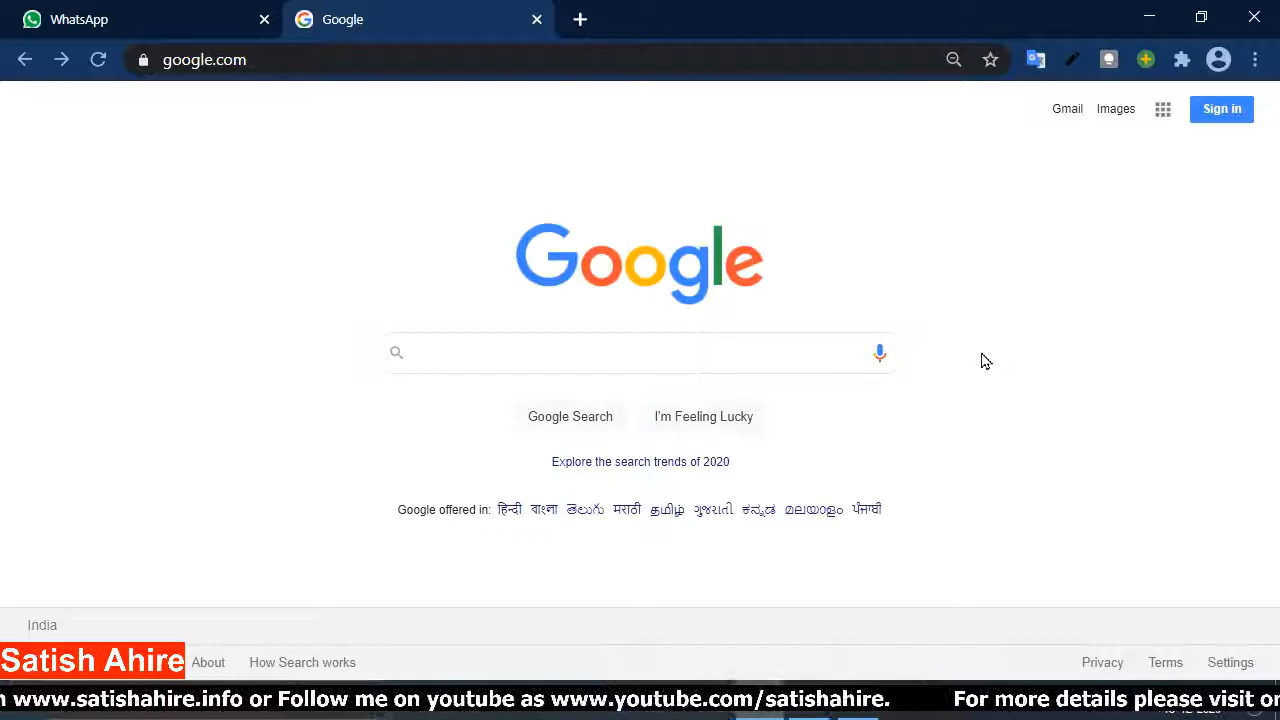 WhatsApp
Google
google.com
Gmail Images
Sign in
Google
Google Search I'm Feeling Lucky
Explore the search trends of 2020
Google offered in: हिन्दी বাংলা తెలుగు मराठी தமிழ் ગુજરાતી ಕನ್ನಡ മലയാളം ਪੰਜਾਬੀ
India
Satish Ahire About How Search works Privacy Terms Settings
www.satishahire.info or Follow me on youtube as www.youtube.com/satishahire. For more details please visit